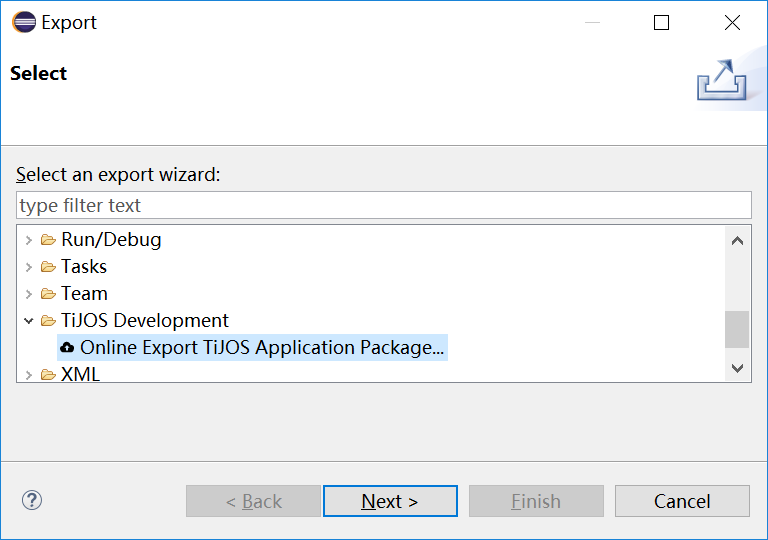 Export
Select
Select an export wizard:
type filter text
Run/Debug
Tasks
Team
TiJOS Development
Online Export TiJOS Application Package...
XML
?
< Back
Next >
Finish
Cancel